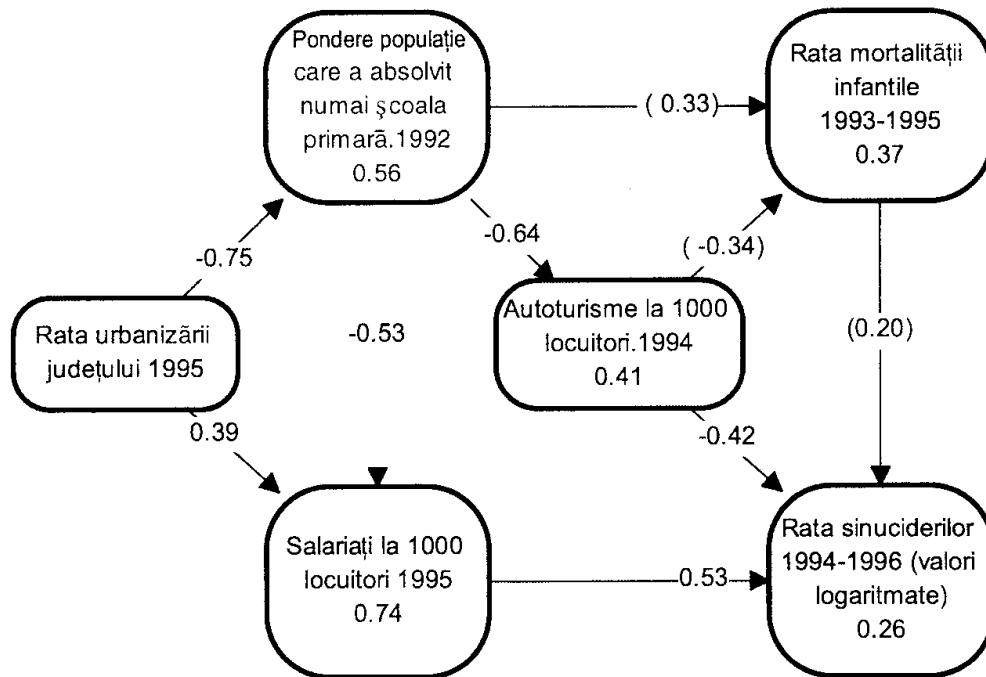 Pondere populație
care a absolvit
numai școala
primară.1992
0.56
( 0.33)
Rata mortalității
infantile
1993-1995
0.37
-0.75
-0.64
( -0.34)
Rata urbanizării
județului 1995
-0.53
Autoturisme la 1000
locuitori.1994
0.41
(0.20)
0.39
-0.42
Salariați la 1000
locuitori 1995
0.74
0.53
Rata sinuciderilor
1994-1996 (valori
logaritmate)
0.26